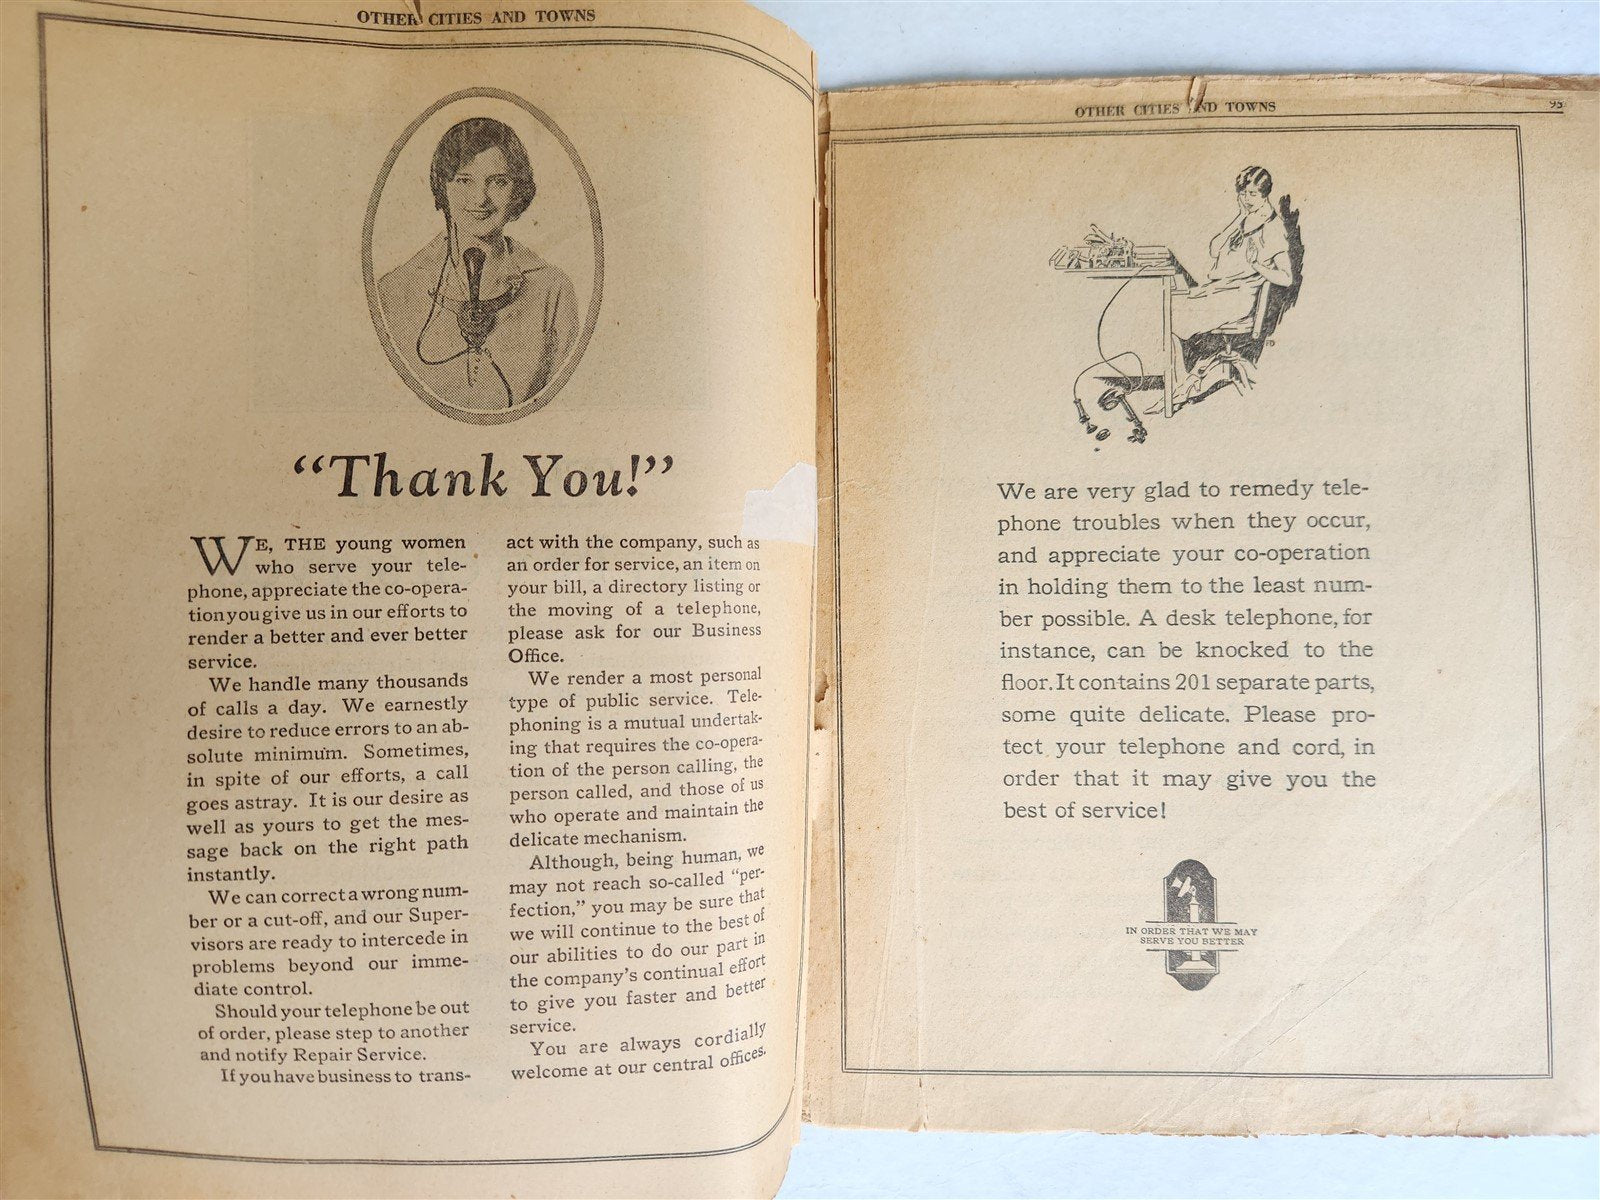 OTHER CITIES AND TOWNS
“Thank You!”
WE, THE young women
who serve your tele-
phone, appreciate the co-opera-
tion you give us in our efforts to
render a better and ever better
service.
We handle many thousands
of calls a day. We earnestly
desire to reduce errors to an ab-
solute minimum. Sometimes,
in spite of our efforts, a call
goes astray. It is our desire as
well as yours to get the mes-
sage back on the right path
instantly.
We can correct a wrong num-
ber or a cut-off, and our Super-
visors are ready to intercede in
problems beyond our imme-
diate control.
Should your telephone be out
of order, please step to another
and notify Repair Service.
If you have business to trans-
act with the company, such as
an order for service, an item on
your bill, a directory listing or
the moving of a telephone,
please ask for our Business
Office.
We render a most personal
type of public service. Tele-
phoning is a mutual undertak-
ing that requires the co-opera-
tion of the person calling, the
person called, and those of us
who operate and maintain the
delicate mechanism.
Although, being human, we
may not reach so-called “per-
fection,” you may be sure that
we will continue to the best of
our abilities to do our part in
the company’s continual effort
to give you faster and better
service.
You are always cordially
welcome at our central offices.
OTHER CITIES AND TOWNS
We are very glad to remedy tele-
phone troubles when they occur,
and appreciate your co-operation
in holding them to the least num-
ber possible. A desk telephone, for
instance, can be knocked to the
floor. It contains 201 separate parts,
some quite delicate. Please pro-
tect your telephone and cord, in
order that it may give you the
best of service!
IN ORDER THAT WE MAY
SERVE YOU BETTER